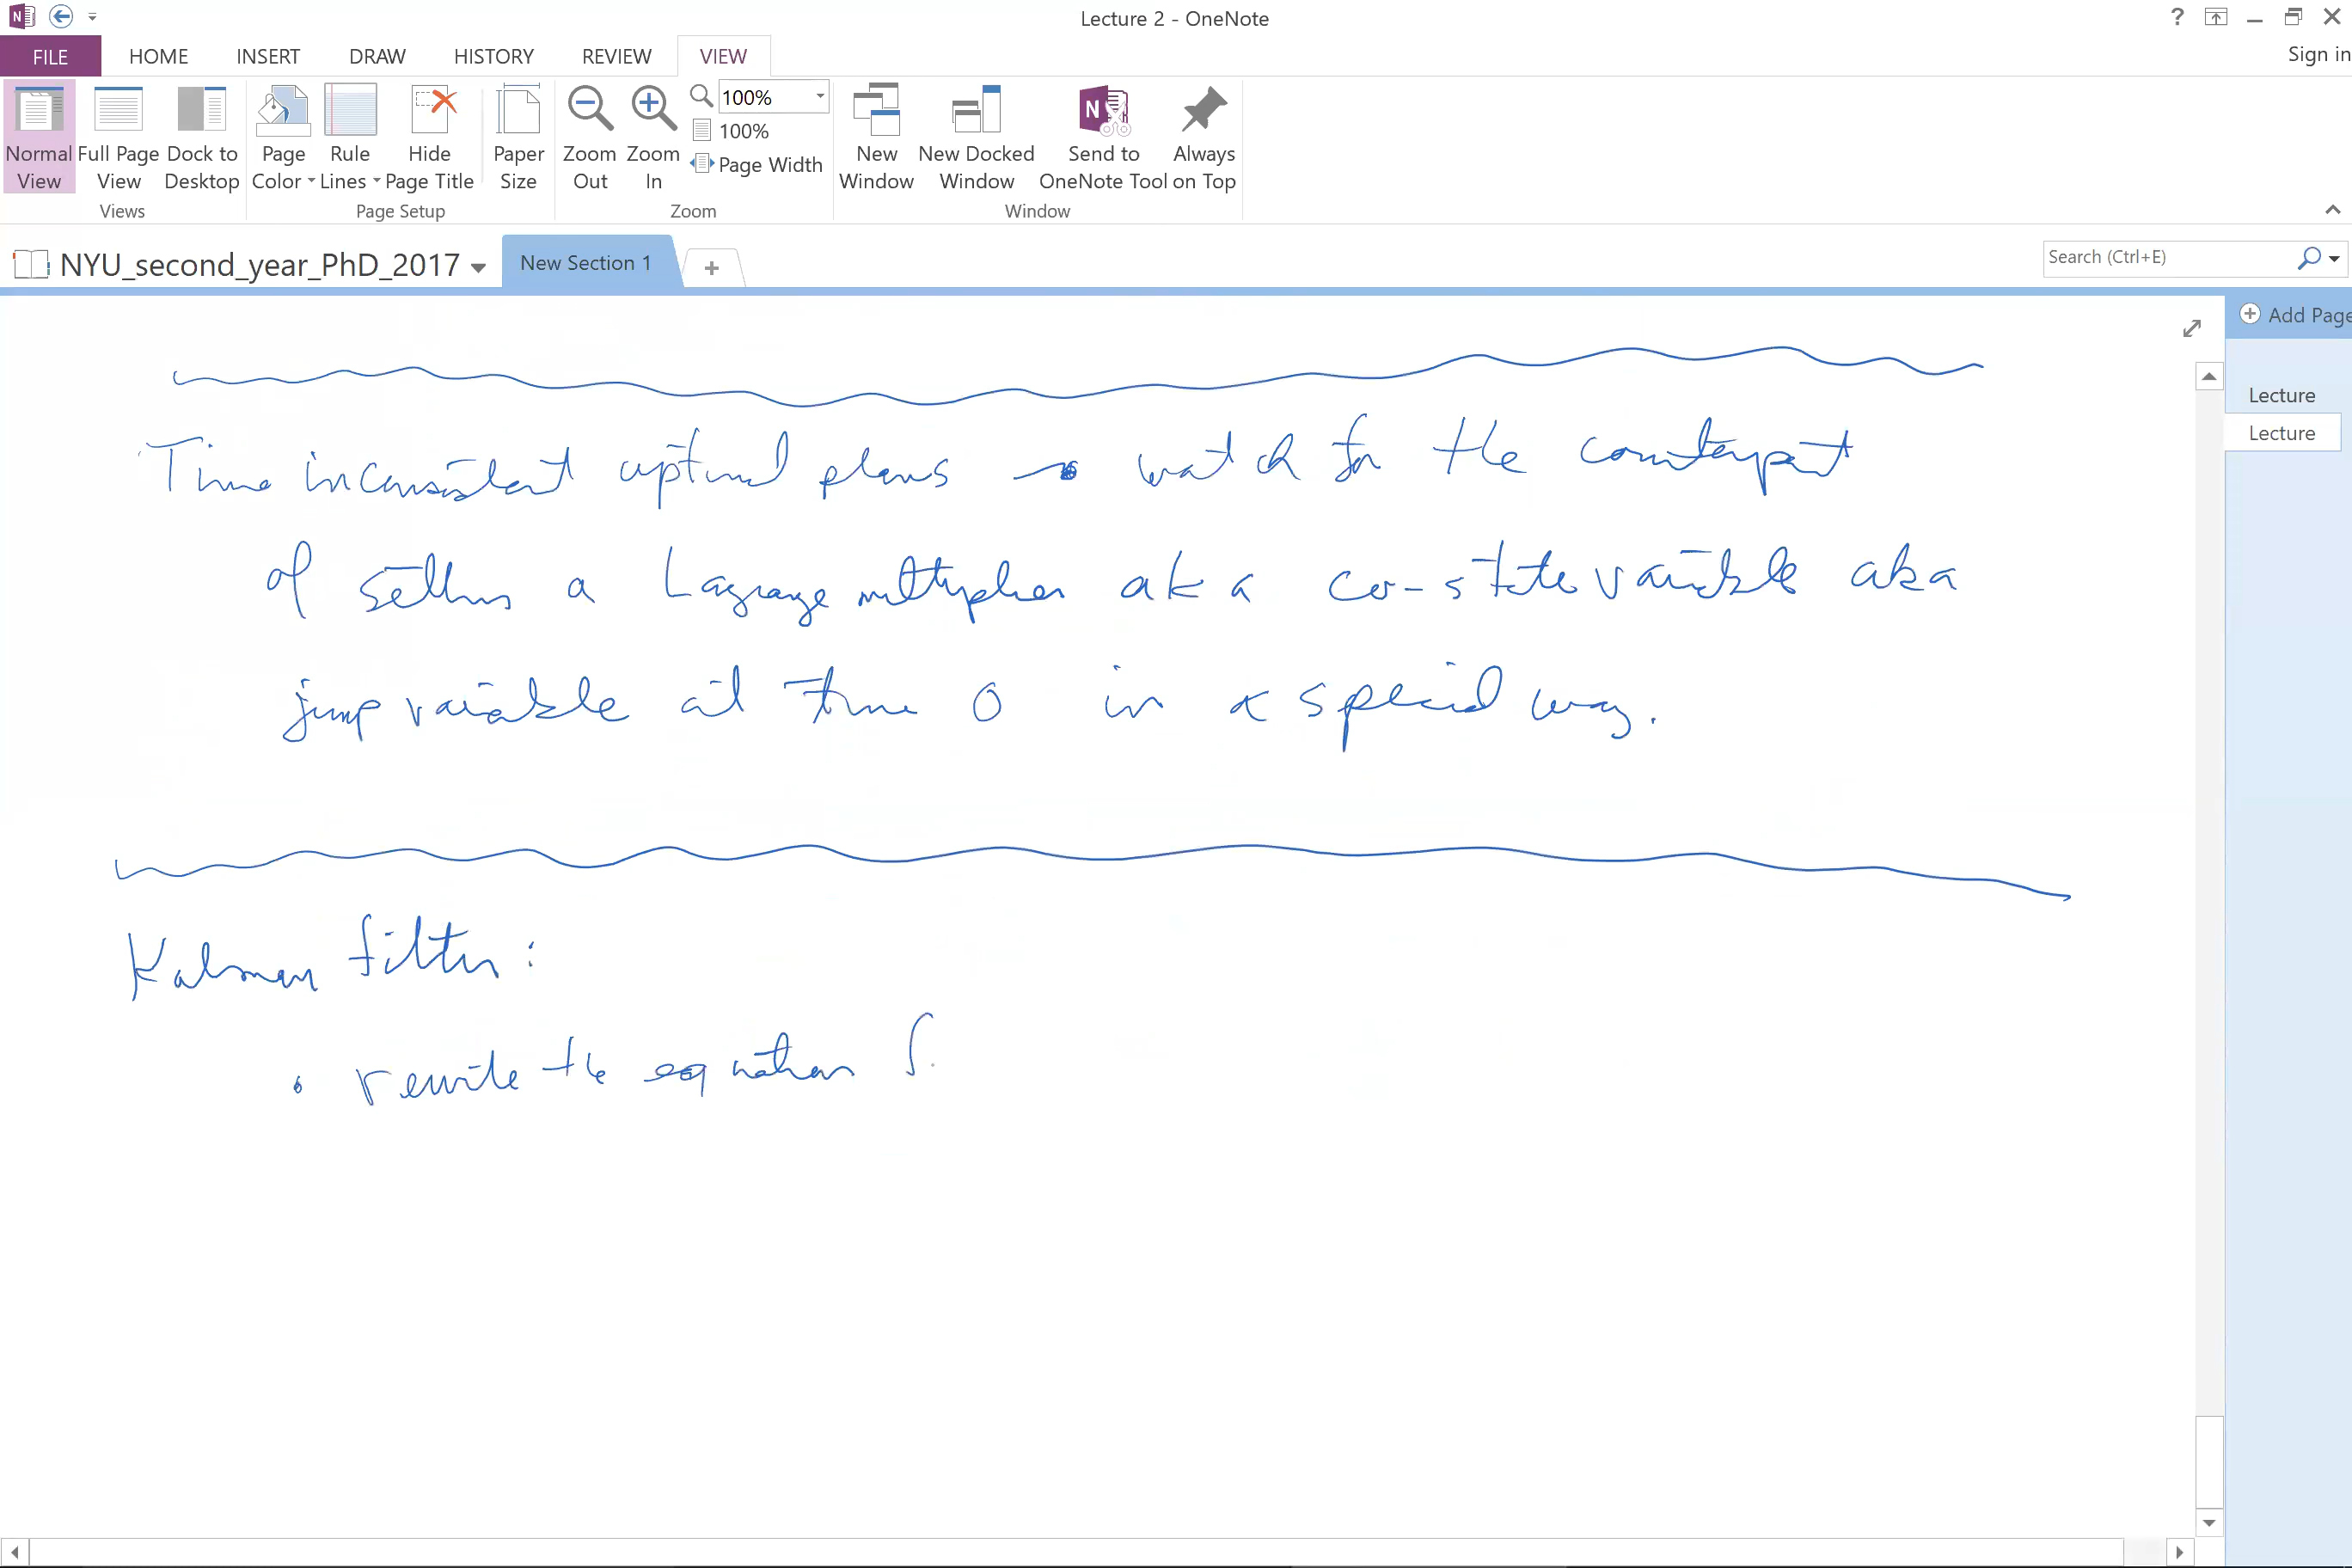 Lecture 2 - OneNote
?
Sign in
FILE HOME INSERT DRAW HISTORY REVIEW VIEW
Normal View
Full Page View
Dock to Desktop
Views
Page Color
Rule Lines
Hide Page Title
Paper Size
Page Setup
Zoom Out
Zoom In
100%
100%
Page Width
Zoom
New Window
New Docked Window
Send to OneNote Tool
Always on Top
Window
NYU_second_year_PhD_2017
New Section 1
+
Search (Ctrl+E)
Add Page
Lecture
Lecture
Time inconsistent optimal plans → watch for the counterpart
of setting a Lagrange multiplier aka a co-state variable aka
jump variable at time 0 in a special way.
Kalman filter:
• rewrite the equation